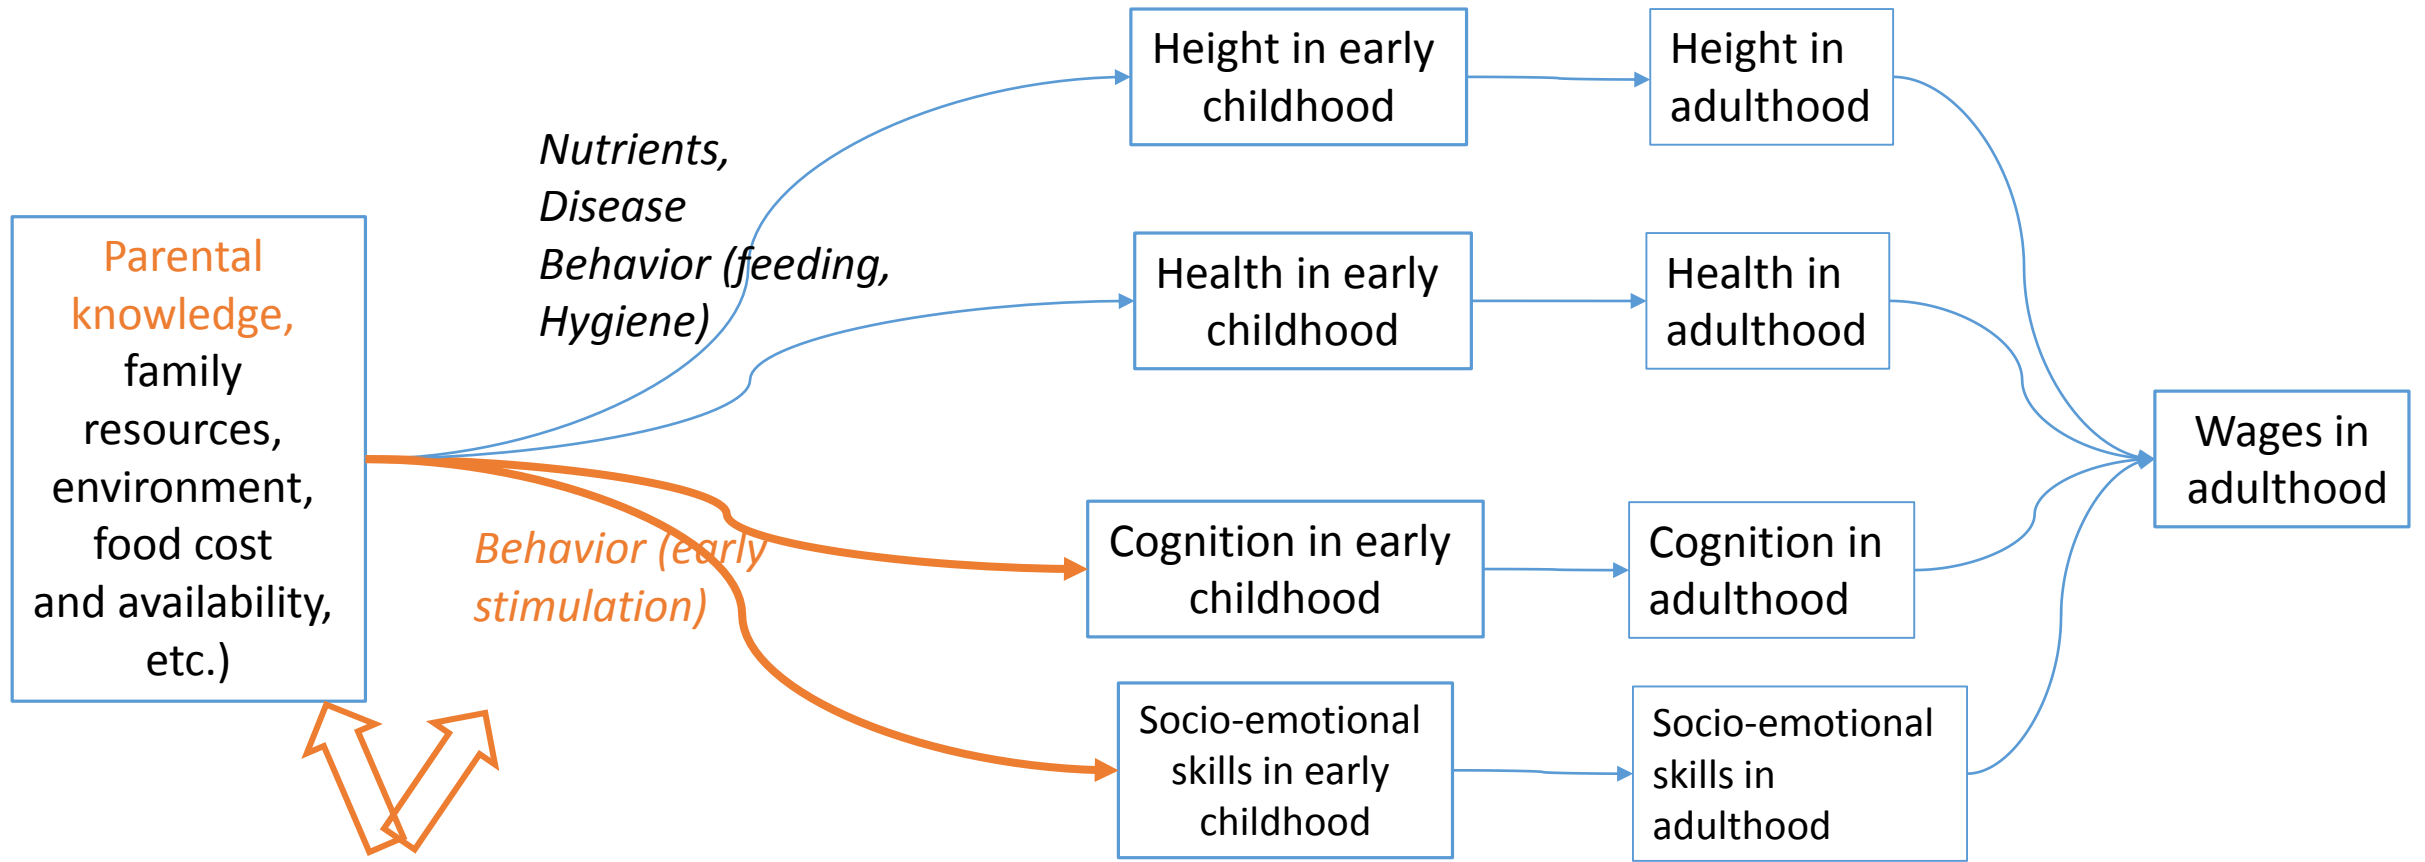 Parental
knowledge,
family
resources,
environment,
food cost
and availability,
etc.)
Nutrients,
Disease
Behavior (feeding,
Hygiene)
Behavior (early
stimulation)
Height in early
childhood
Height in
adulthood
Health in early
childhood
Health in
adulthood
Cognition in early
childhood
Cognition in
adulthood
Socio-emotional
skills in early
childhood
Socio-emotional
skills in
adulthood
Wages in
adulthood